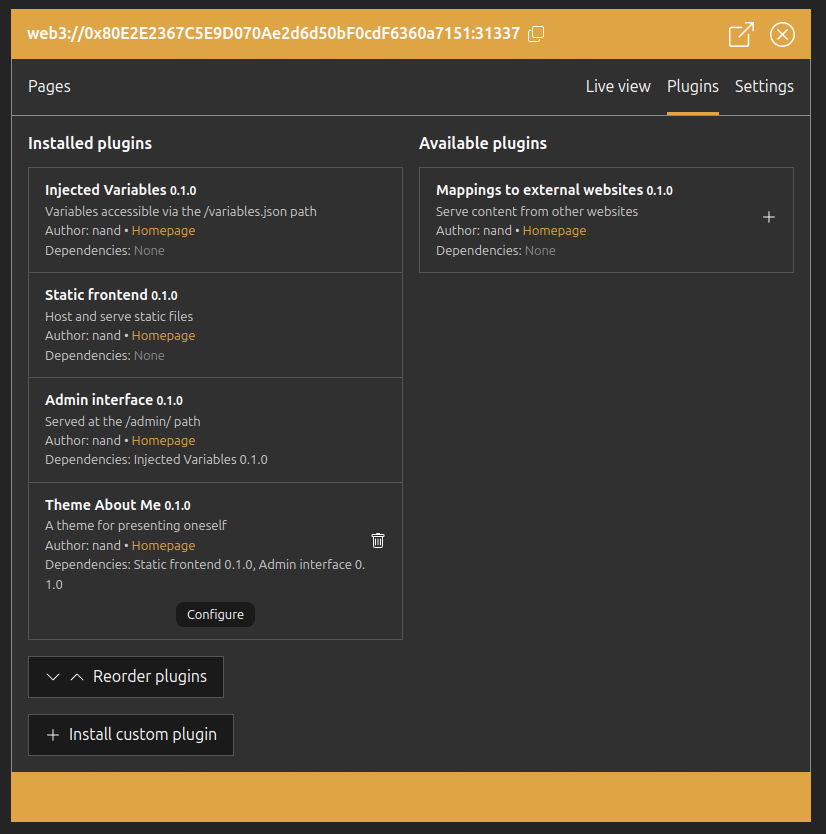 web3://0x80E2E2367C5E9D070Ae2d6d50bF0cdF6360a7151:31337
Pages
Live view
Plugins
Settings
Installed plugins
Injected Variables 0.1.0
Variables accessible via the /variables.json path
Author: nand • Homepage
Dependencies: None
Static frontend 0.1.0
Host and serve static files
Author: nand • Homepage
Dependencies: None
Admin interface 0.1.0
Served at the /admin/ path
Author: nand • Homepage
Dependencies: Injected Variables 0.1.0
Theme About Me 0.1.0
A theme for presenting oneself
Author: nand • Homepage
Dependencies: Static frontend 0.1.0, Admin interface 0.
1.0
Configure
Reorder plugins
Install custom plugin
Available plugins
Mappings to external websites 0.1.0
Serve content from other websites
Author: nand • Homepage
Dependencies: None